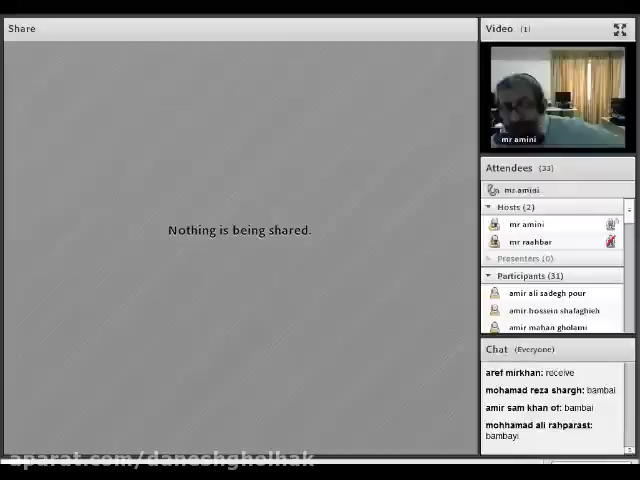 Share
Nothing is being shared.
Video (1)
mr amini
Attendees (33)
mr.amini
Hosts (2)
mr amini
mr raahbar
Presenters (0)
Participants (31)
amir ali sadegh pour
amir hossein shafaghieh
amir mahan gholami
Chat (Everyone)
aref mirkhan: receive
mohamad reza shargh: bambai
amir sam khan of: bambai
mohhamad ali rahparast:
bambayi
aparat.com/daneshgholhak